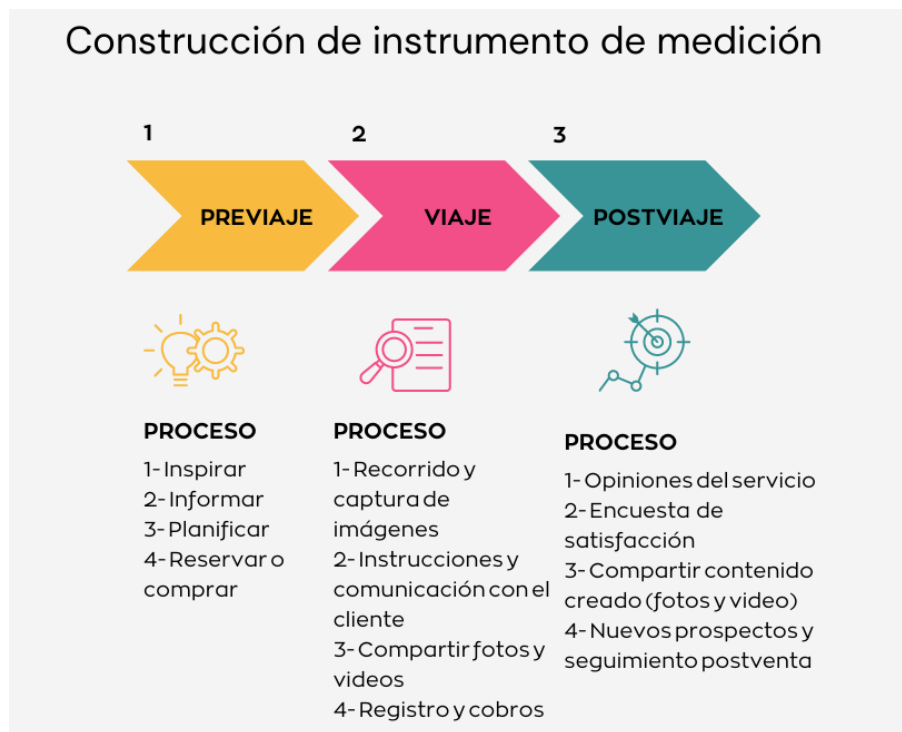 Construcción de instrumento de medición
1
2
3
PREVIAJE
VIAJE
POSTVIAJE
PROCESO
1- Inspirar
2- Informar
3- Planificar
4- Reservar o
comprar
PROCESO
1- Recorrido y
captura de
imágenes
2- Instrucciones y
comunicación con el
cliente
3- Compartir fotos y
videos
4- Registro y cobros
PROCESO
1- Opiniones del servicio
2- Encuesta de
satisfacción
3- Compartir contenido
creado (fotos y video)
4- Nuevos prospectos y
seguimiento postventa